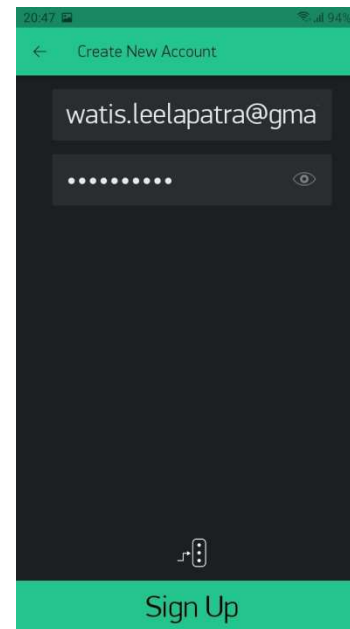 20:47 94%
← Create New Account
watis.leelapatra@gma
••••••••••
Sign Up